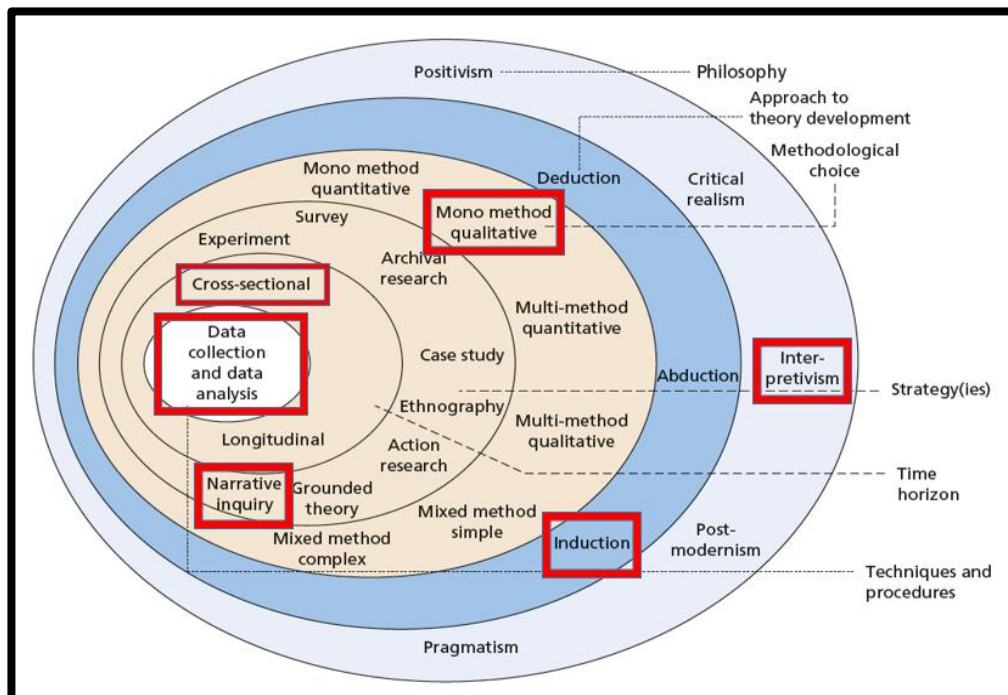 Positivism
Philosophy
Approach to
theory development
Mono method
quantitative
Deduction
Methodological
choice
Critical
realism
Survey
Mono method
qualitative
Experiment
Archival
research
Cross-sectional
Multi-method
quantitative
Data
collection
and data
analysis
Case study
Abduction
Inter-
pretivism
Strategy(ies)
Ethnography
Multi-method
qualitative
Longitudinal
Action
research
Time
horizon
Narrative
inquiry
Grounded
theory
Mixed method
simple
Mixed method
complex
Induction
Post-
modernism
Techniques and
procedures
Pragmatism